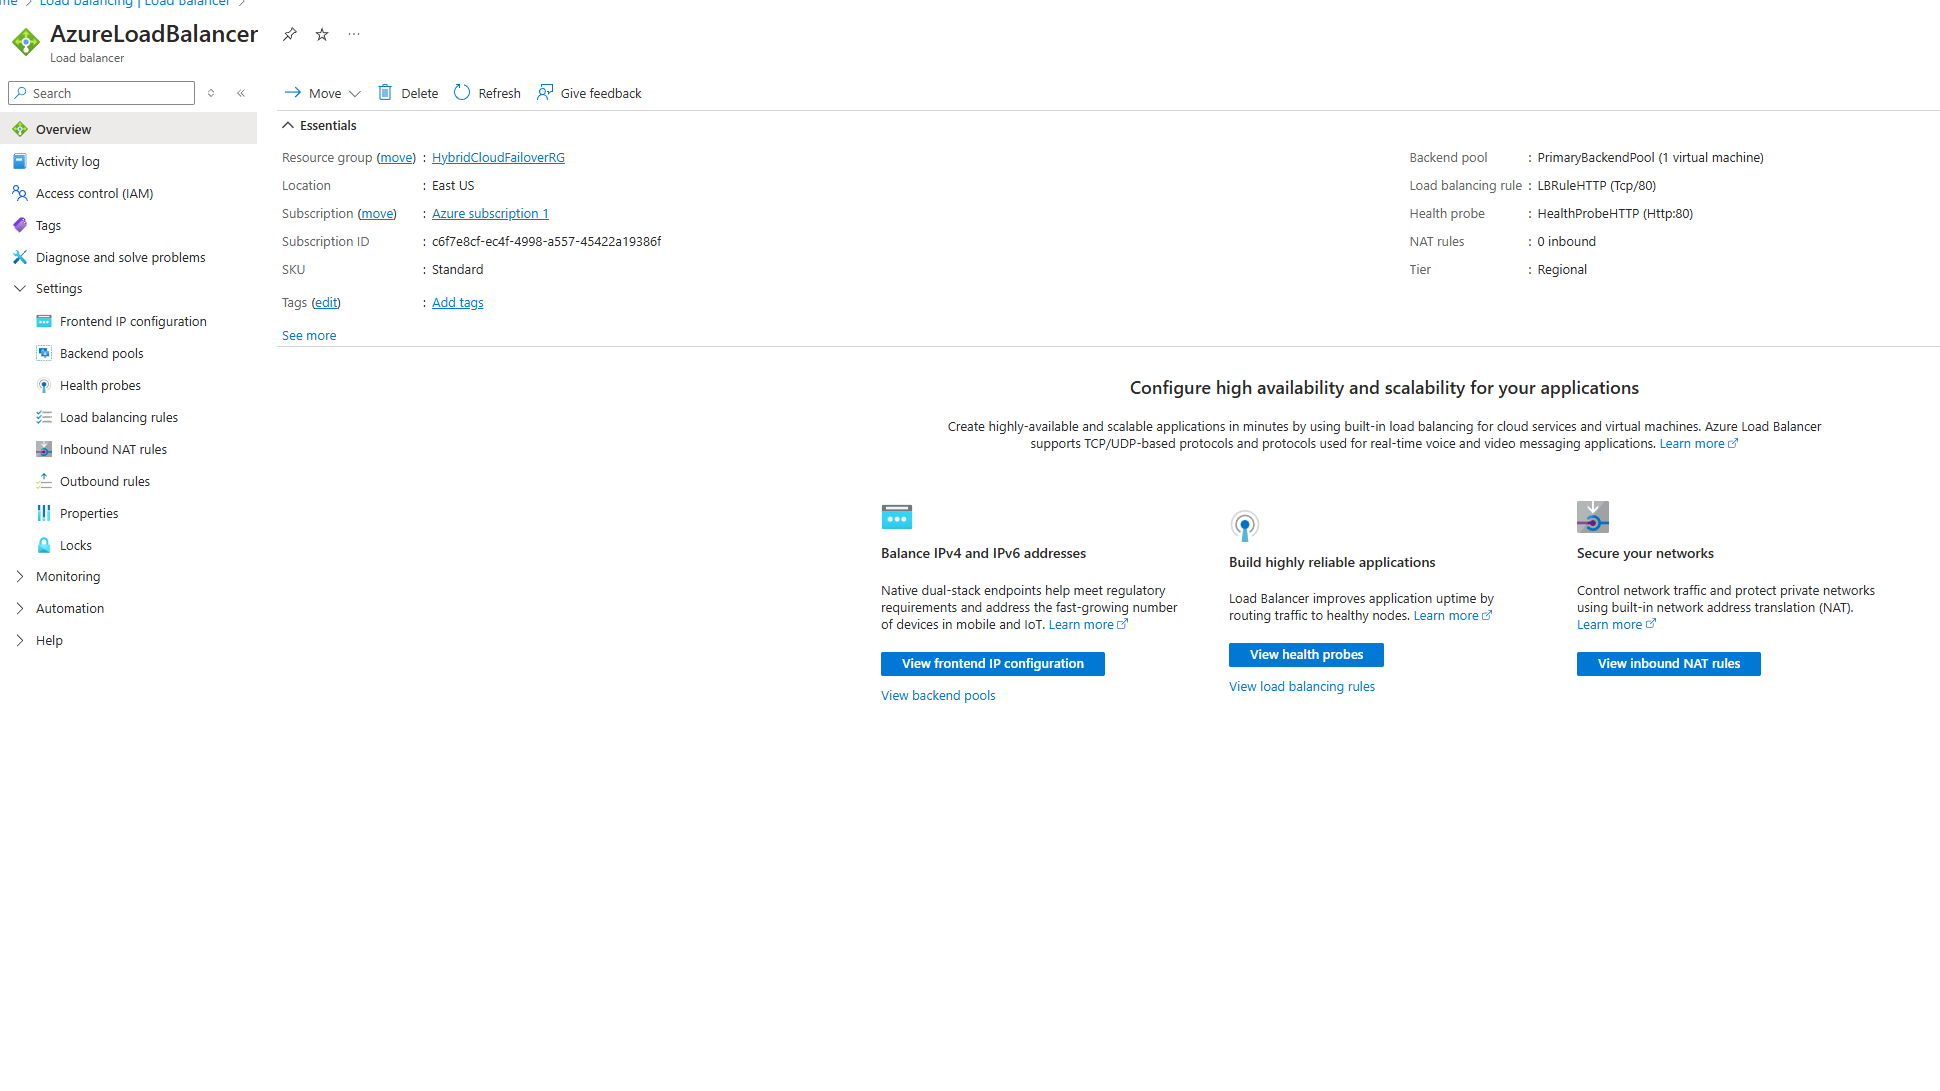 Load balancing | Load Balancer
AzureLoadBalancer
Load balancer
Search
Move
Delete
Refresh
Give feedback
Overview
Activity log
Access control (IAM)
Tags
Diagnose and solve problems
Settings
Frontend IP configuration
Backend pools
Health probes
Load balancing rules
Inbound NAT rules
Outbound rules
Properties
Locks
Monitoring
Automation
Help
Essentials
Resource group (move) : HybridCloudFailoverRG
Location : East US
Subscription (move) : Azure subscription 1
Subscription ID : c6f7e8cf-ec4f-4998-a557-45422a19386f
SKU : Standard
Tags (edit) : Add tags
See more
Backend pool : PrimaryBackendPool (1 virtual machine)
Load balancing rule : LBRuleHTTP (Tcp/80)
Health probe : HealthProbeHTTP (Http:80)
NAT rules : 0 inbound
Tier : Regional
Configure high availability and scalability for your applications
Create highly-available and scalable applications in minutes by using built-in load balancing for cloud services and virtual machines. Azure Load Balancer
supports TCP/UDP-based protocols and protocols used for real-time voice and video messaging applications. Learn more
Balance IPv4 and IPv6 addresses
Native dual-stack endpoints help meet regulatory
requirements and address the fast-growing number
of devices in mobile and IoT. Learn more
View frontend IP configuration
View backend pools
Build highly reliable applications
Load Balancer improves application uptime by
routing traffic to healthy nodes. Learn more
View health probes
View load balancing rules
Secure your networks
Control network traffic and protect private networks
using built-in network address translation (NAT).
Learn more
View inbound NAT rules